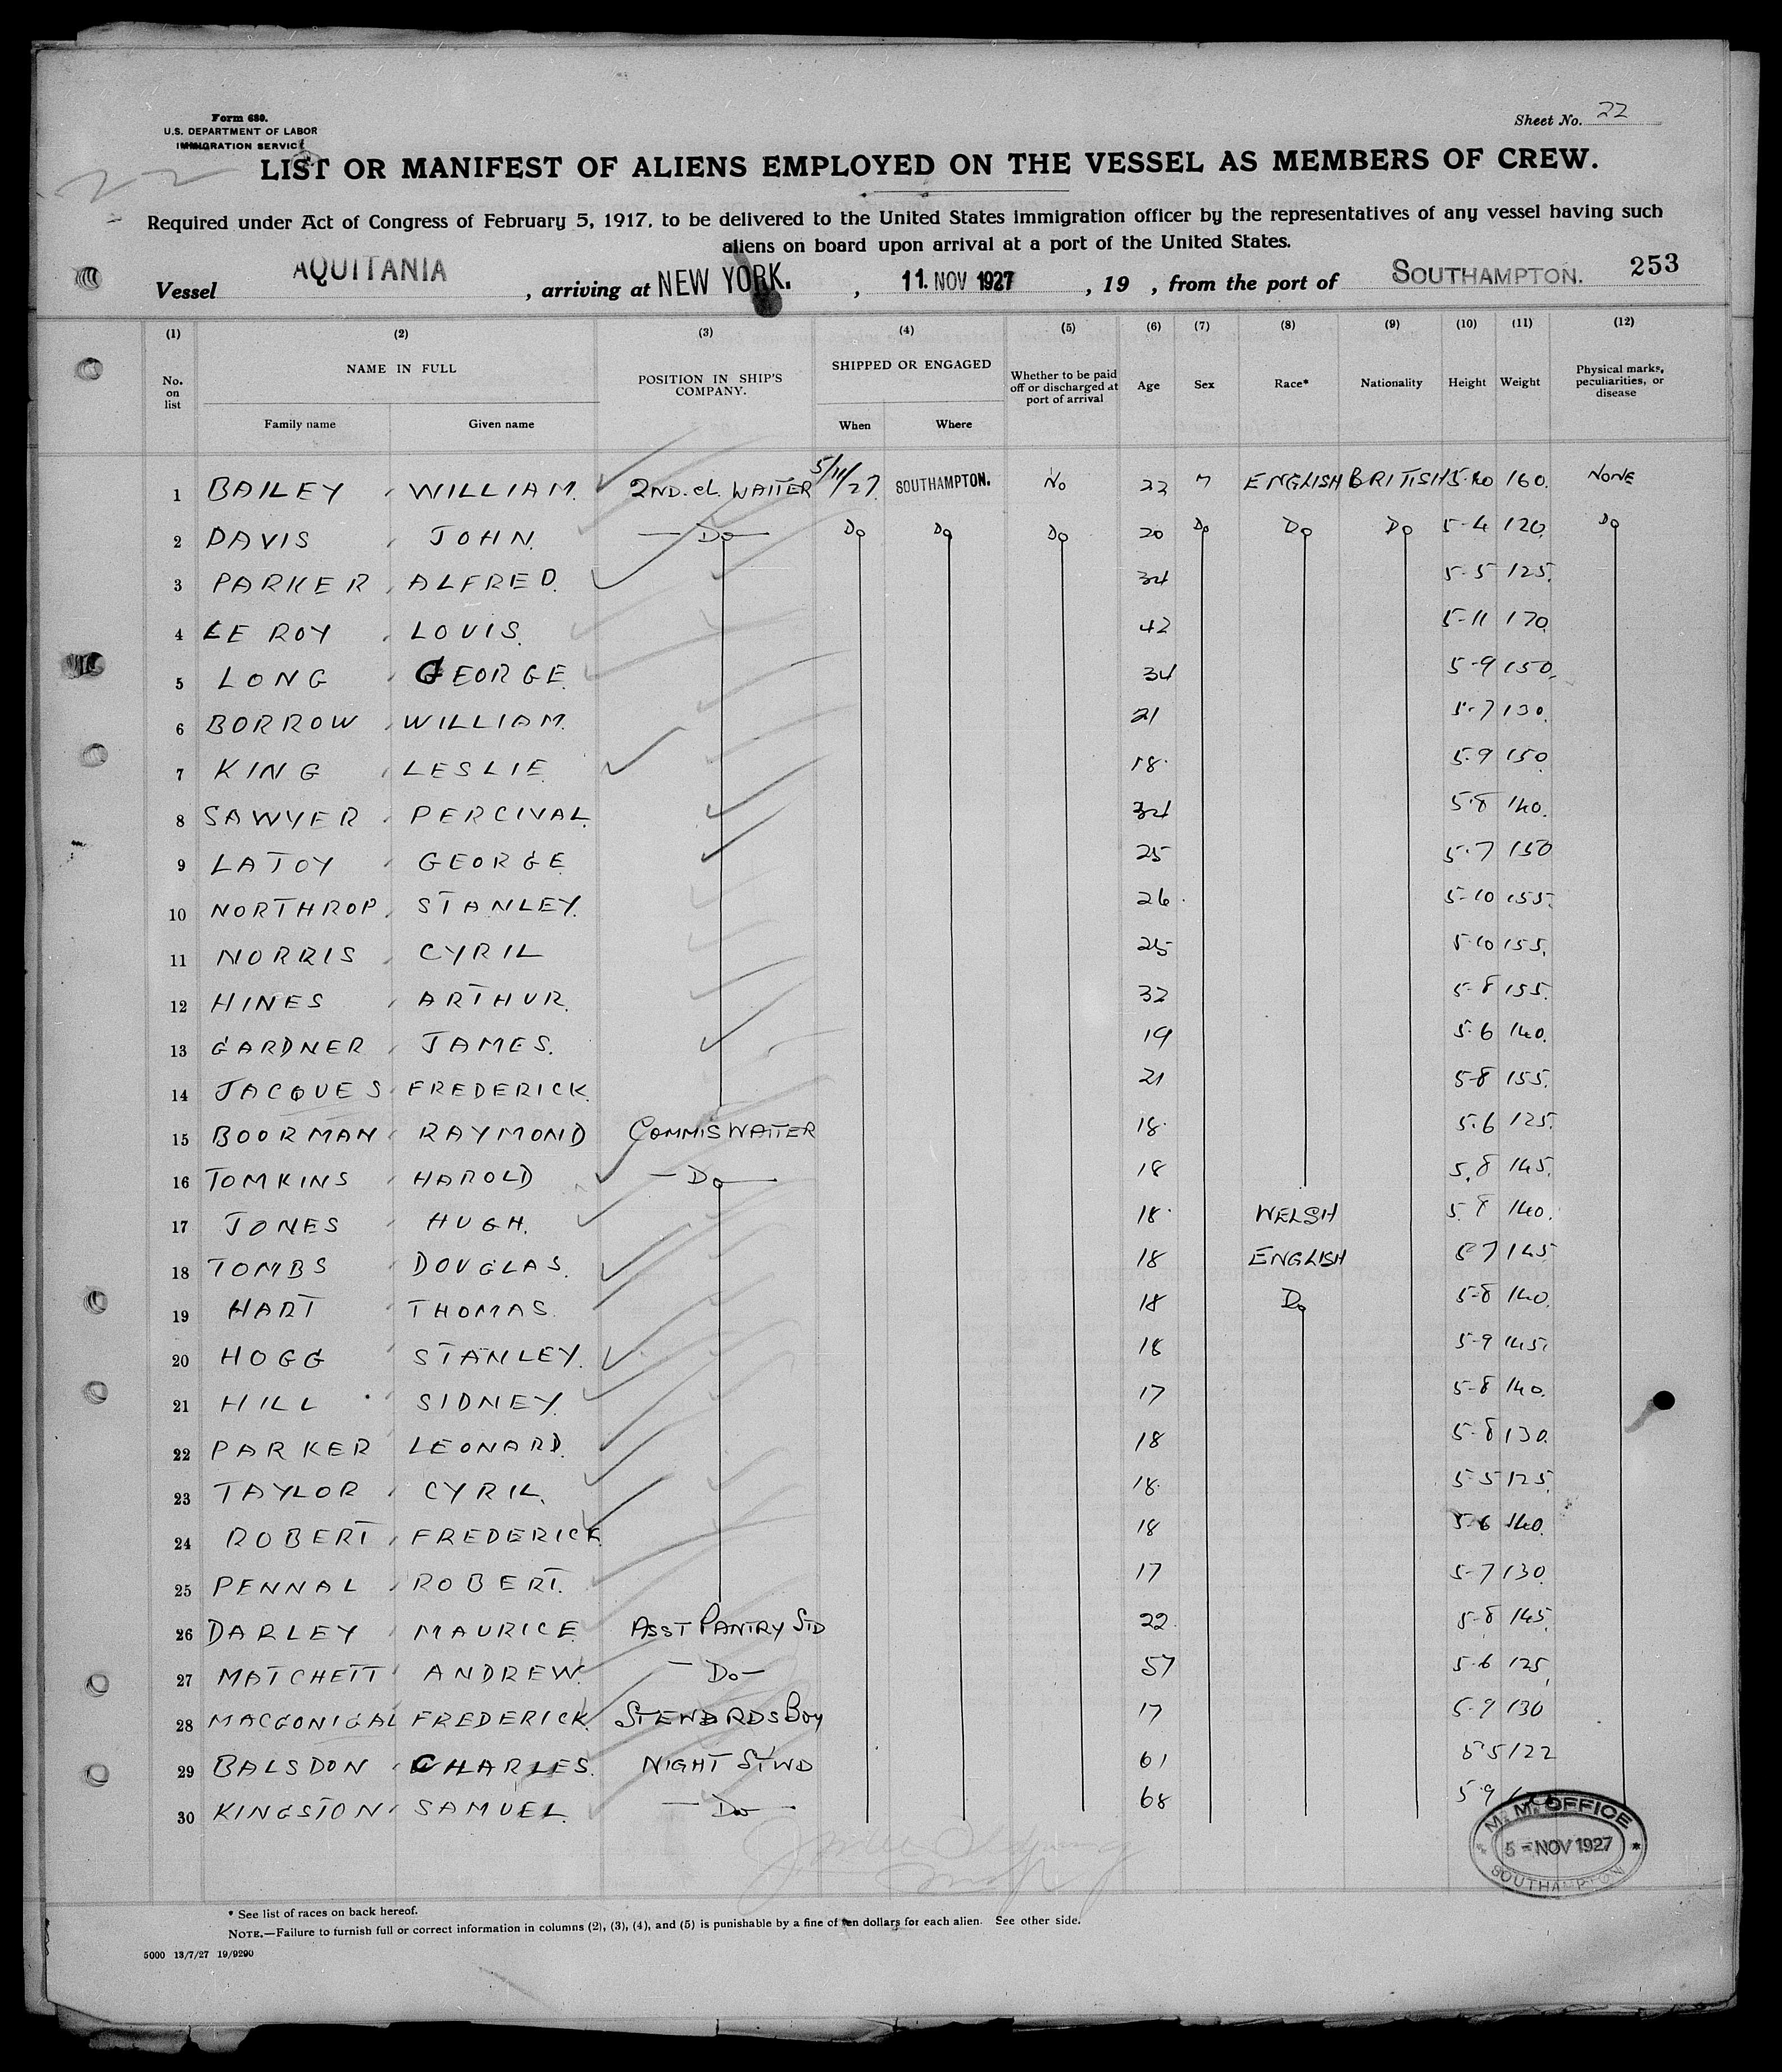 Form 680.
U.S. DEPARTMENT OF LABOR
IMMIGRATION SERVICE
Sheet No. 22
22
LIST OR MANIFEST OF ALIENS EMPLOYED ON THE VESSEL AS MEMBERS OF CREW.
Required under Act of Congress of February 5, 1917, to be delivered to the United States immigration officer by the representatives of any vessel having such
aliens on board upon arrival at a port of the United States.
Vessel AQUITANIA, arriving at NEW YORK., 11. NOV 1927, 19 , from the port of SOUTHAMPTON. 253
(1) (2) (3) (4) (5) (6) (7) (8) (9) (10) (11) (12)
No. on list NAME IN FULL POSITION IN SHIP'S COMPANY. SHIPPED OR ENGAGED Whether to be paid off or discharged at port of arrival Age Sex Race* Nationality Height Weight Physical marks, peculiarities, or disease
Family name Given name When Where
1 BAILEY WILLIAM. 2ND. CL. WAITER 5/11/27 SOUTHAMPTON. No 22 M ENGLISH BRITISH 5.10 160. NONE
2 DAVIS JOHN. — Do — Do Do Do 20 Do Do Do 5-4 120. Do
3 PARKER ALFRED. 34 5-5 125.
4 LE ROY LOUIS. 42 5-11 170.
5 LONG GEORGE. 34 5-9 150.
6 BORROW WILLIAM. 21 5-7 130.
7 KING LESLIE 18. 5.9 150
8 SAWYER PERCIVAL. 34 5.8 140.
9 LATOY GEORGE 25 5.7 150
10 NORTHROP STANLEY. 26. 5-10 155.
11 NORRIS CYRIL 25 5.10 155.
12 HINES ARTHUR. 32 5-8 155.
13 GARDNER JAMES. 19 5.6 140.
14 JACQUES FREDERICK. 21 5-8 155.
15 BOORMAN RAYMOND COMMIS WAITER 18. 5.6 125.
16 TOMKINS HAROLD — Do — 18 5.8 145.
17 JONES HUGH. 18. WELSH 5.8 140.
18 TOMBS DOUGLAS. 18 ENGLISH 5.7 145
19 HART THOMAS. 18 Do 5-8 140.
20 HOGG STANLEY. 18 5-9 145.
21 HILL SIDNEY. 17 5-8 140.
22 PARKER LEONARD. 18 5-8 130.
23 TAYLOR CYRIL. 18. 5-5 125.
24 ROBERT FREDERICK 18 5-6 140.
25 PENNAL ROBERT. 17 5-7 130.
26 DARLEY MAURICE ASST PANTRY STD 22. 5-8 145.
27 MATCHETT ANDREW. — Do — 57 5.6 125
28 MACGONIGAL FREDERICK. STEWARDS BOY 17 5.7 130
29 BALSDON CHARLES. NIGHT STWD 61 5.5 122
30 KINGSTON SAMUEL. — Do — 68 5.9
M.M. OFFICE
5 - NOV 1927
SOUTHAMPTON
* See list of races on back hereof.
NOTE.—Failure to furnish full or correct information in columns (2), (3), (4), and (5) is punishable by a fine of ten dollars for each alien. See other side.
5000 13/7/27 19/9290